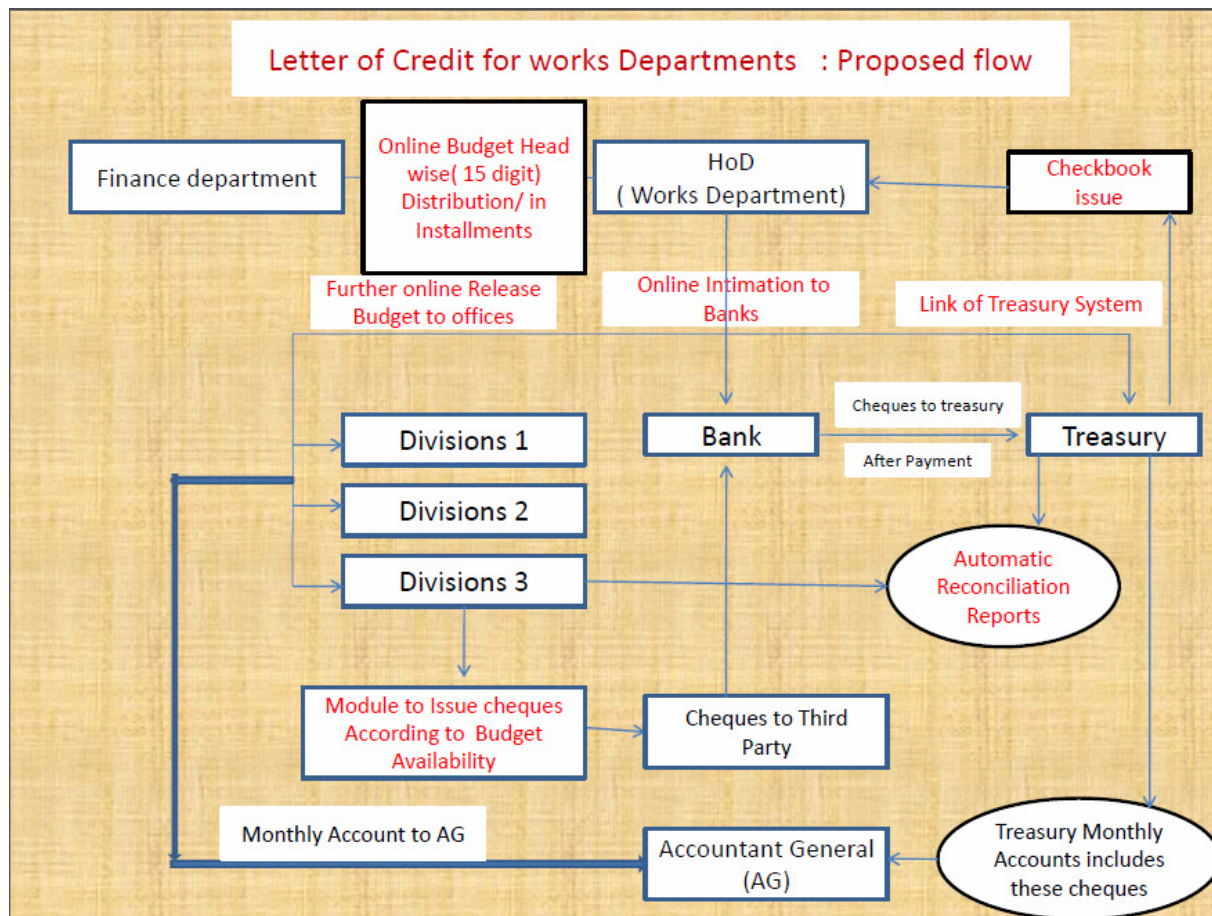 Letter of Credit for works Departments : Proposed flow
Finance department
Online Budget Head
wise( 15 digit)
Distribution/ in
Installments
HoD
( Works Department)
Checkbook
issue
Further online Release
Budget to offices
Online Intimation to
Banks
Link of Treasury System
Divisions 1
Bank
Cheques to treasury
After Payment
Treasury
Divisions 2
Divisions 3
Automatic
Reconciliation
Reports
Module to Issue cheques
According to Budget
Availability
Cheques to Third
Party
Monthly Account to AG
Accountant General
(AG)
Treasury Monthly
Accounts includes
these cheques